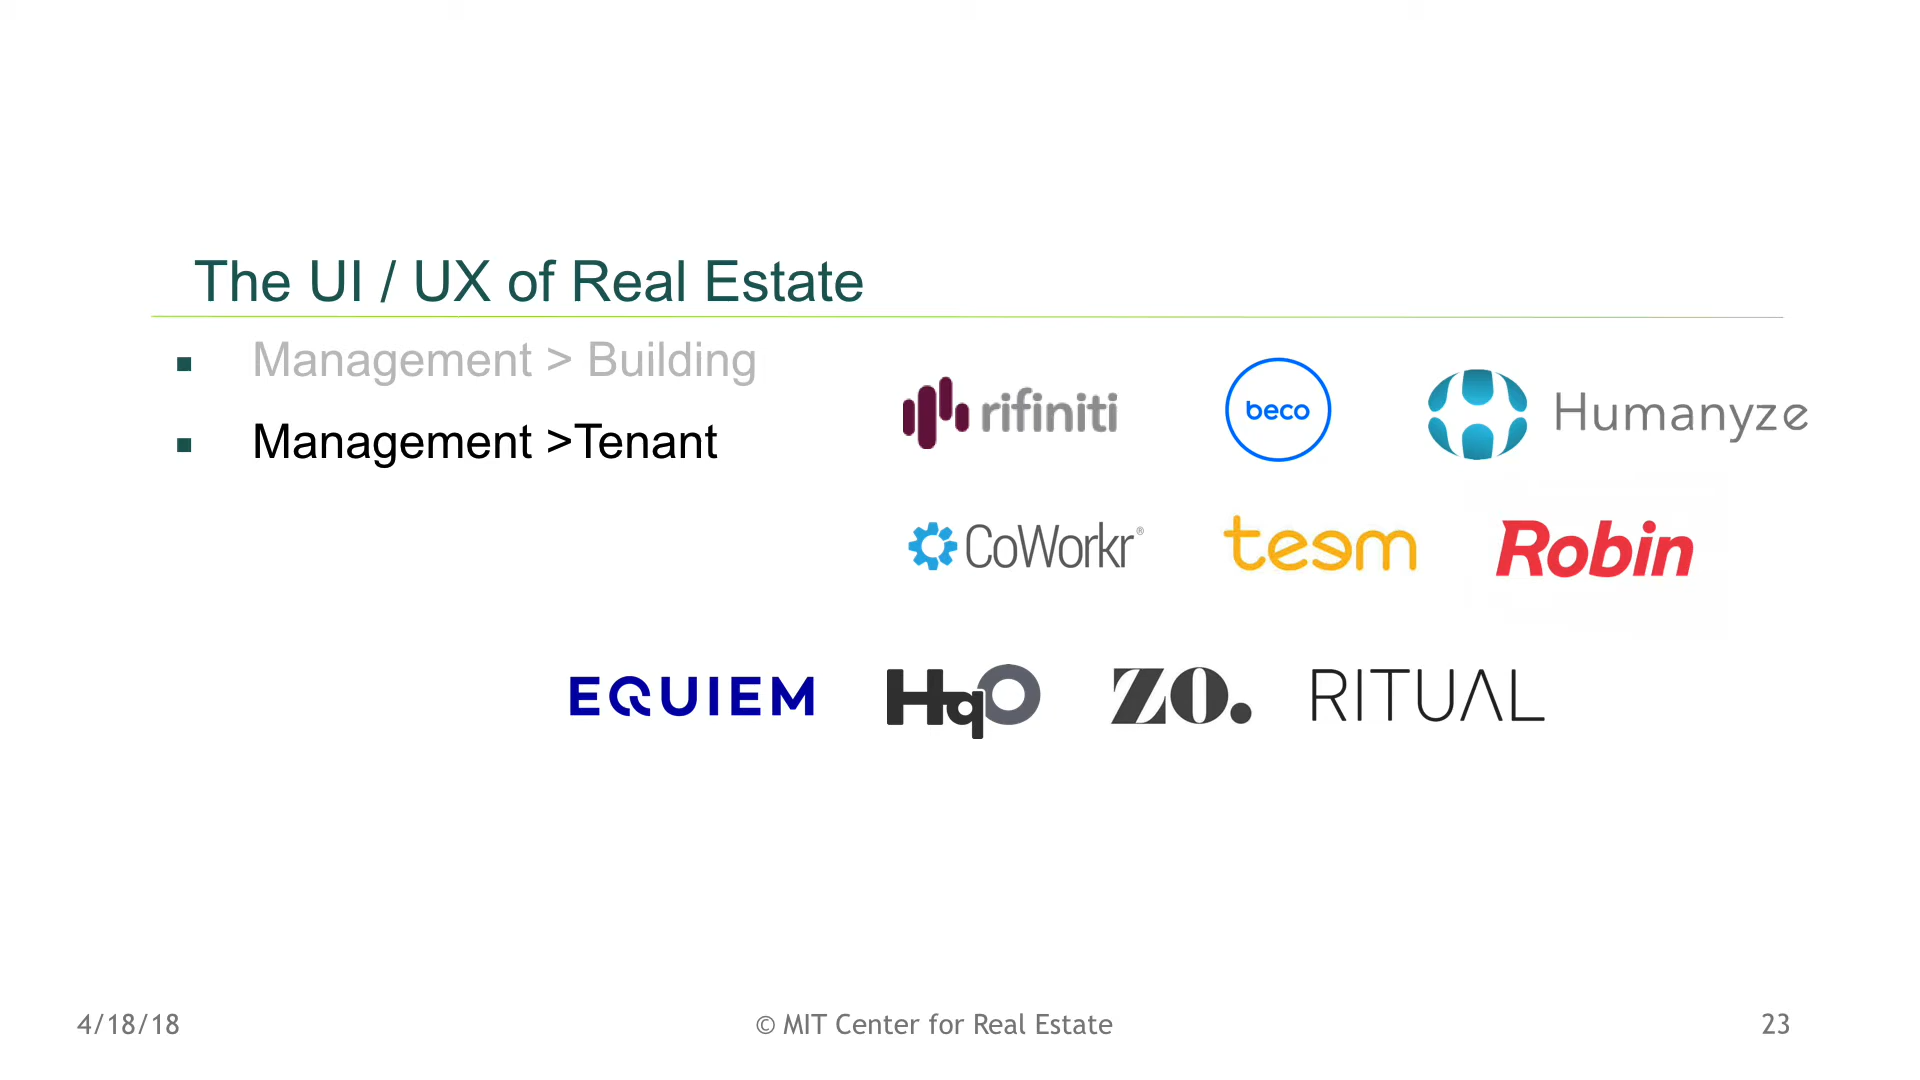 The UI / UX of Real Estate
▪ Management > Building
▪ Management >Tenant
rifiniti
beco
Humanyze
CoWorkr®
teem
Robin
EQUIEM
HqO
ZO.
RITUAL
4/18/18
© MIT Center for Real Estate
23